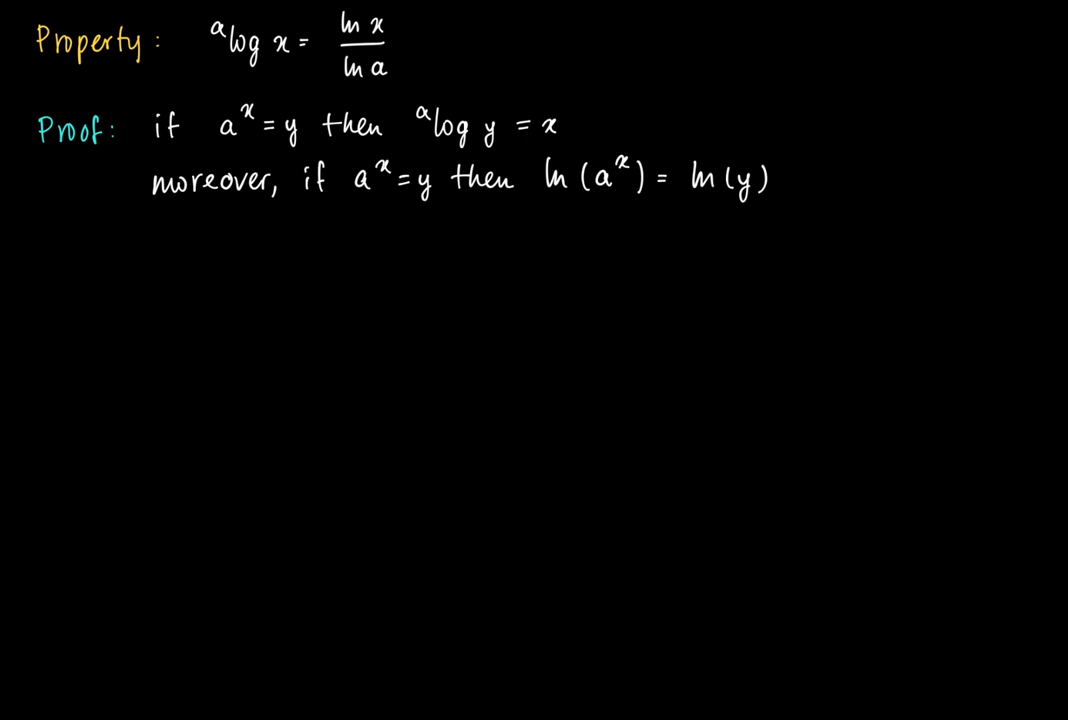 Property: ᵃlog x = ln x / ln a
Proof: if aˣ = y then ᵃlog y = x
moreover, if aˣ = y then ln(aˣ) = ln(y)